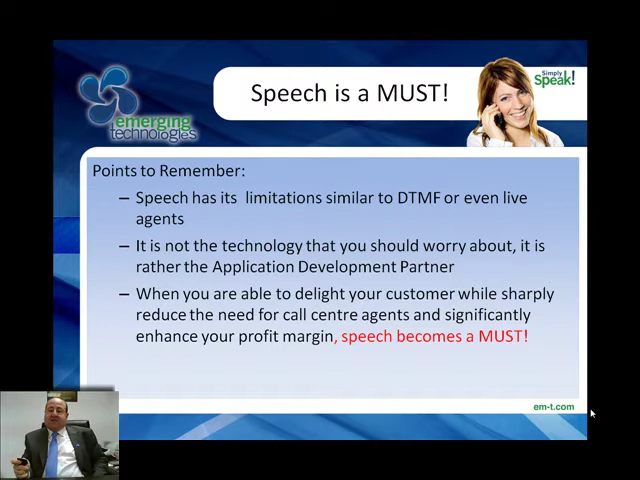 Speech is a MUST!
Simply
Speak!
emerging
technologies
Points to Remember:
– Speech has its limitations similar to DTMF or even live
agents
– It is not the technology that you should worry about, it is
rather the Application Development Partner
– When you are able to delight your customer while sharply
reduce the need for call centre agents and significantly
enhance your profit margin, speech becomes a MUST!
em-t.com